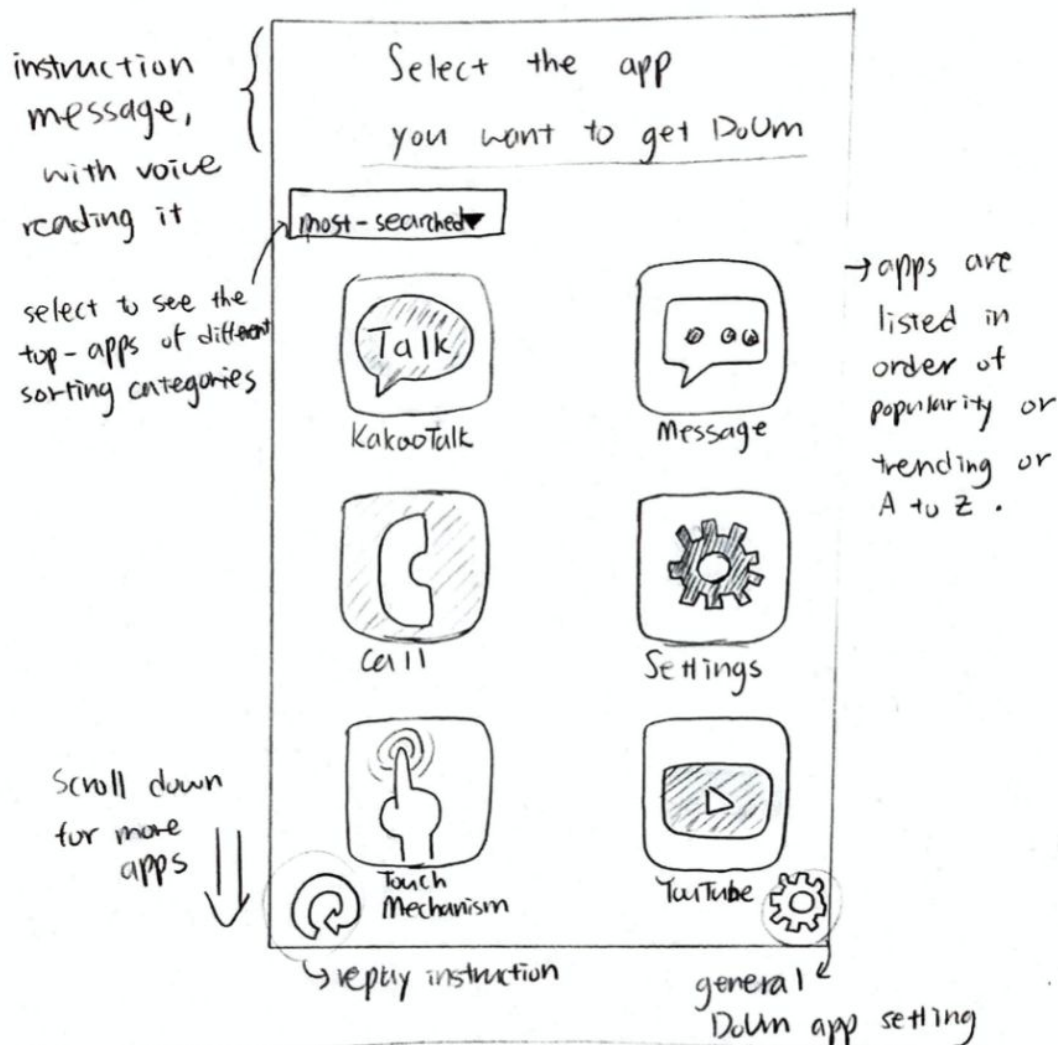 instruction
message,
with voice
reading it
Select the app
you want to get DoUm
most-searched
select to see the
top-apps of different
sorting categories
Talk
KakaoTalk
Message
→ apps are
listed in
order of
popularity or
trending or
A to Z.
Call
Settings
Scroll down
for more
apps
Touch
Mechanism
YouTube
replay instruction
general
DoUm app setting